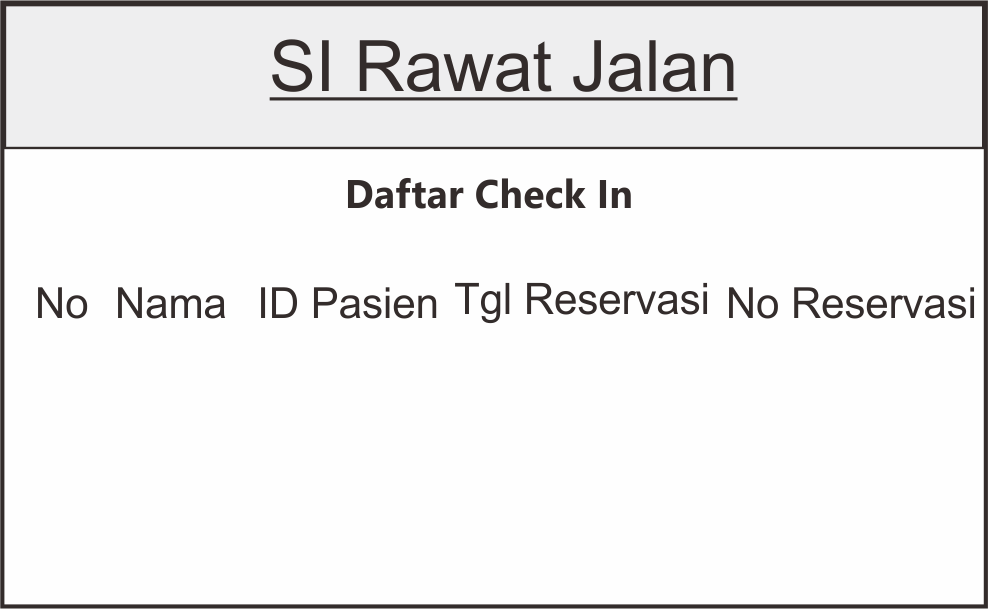 SI Rawat Jalan
Daftar Check In
No Nama ID Pasien Tgl Reservasi No Reservasi